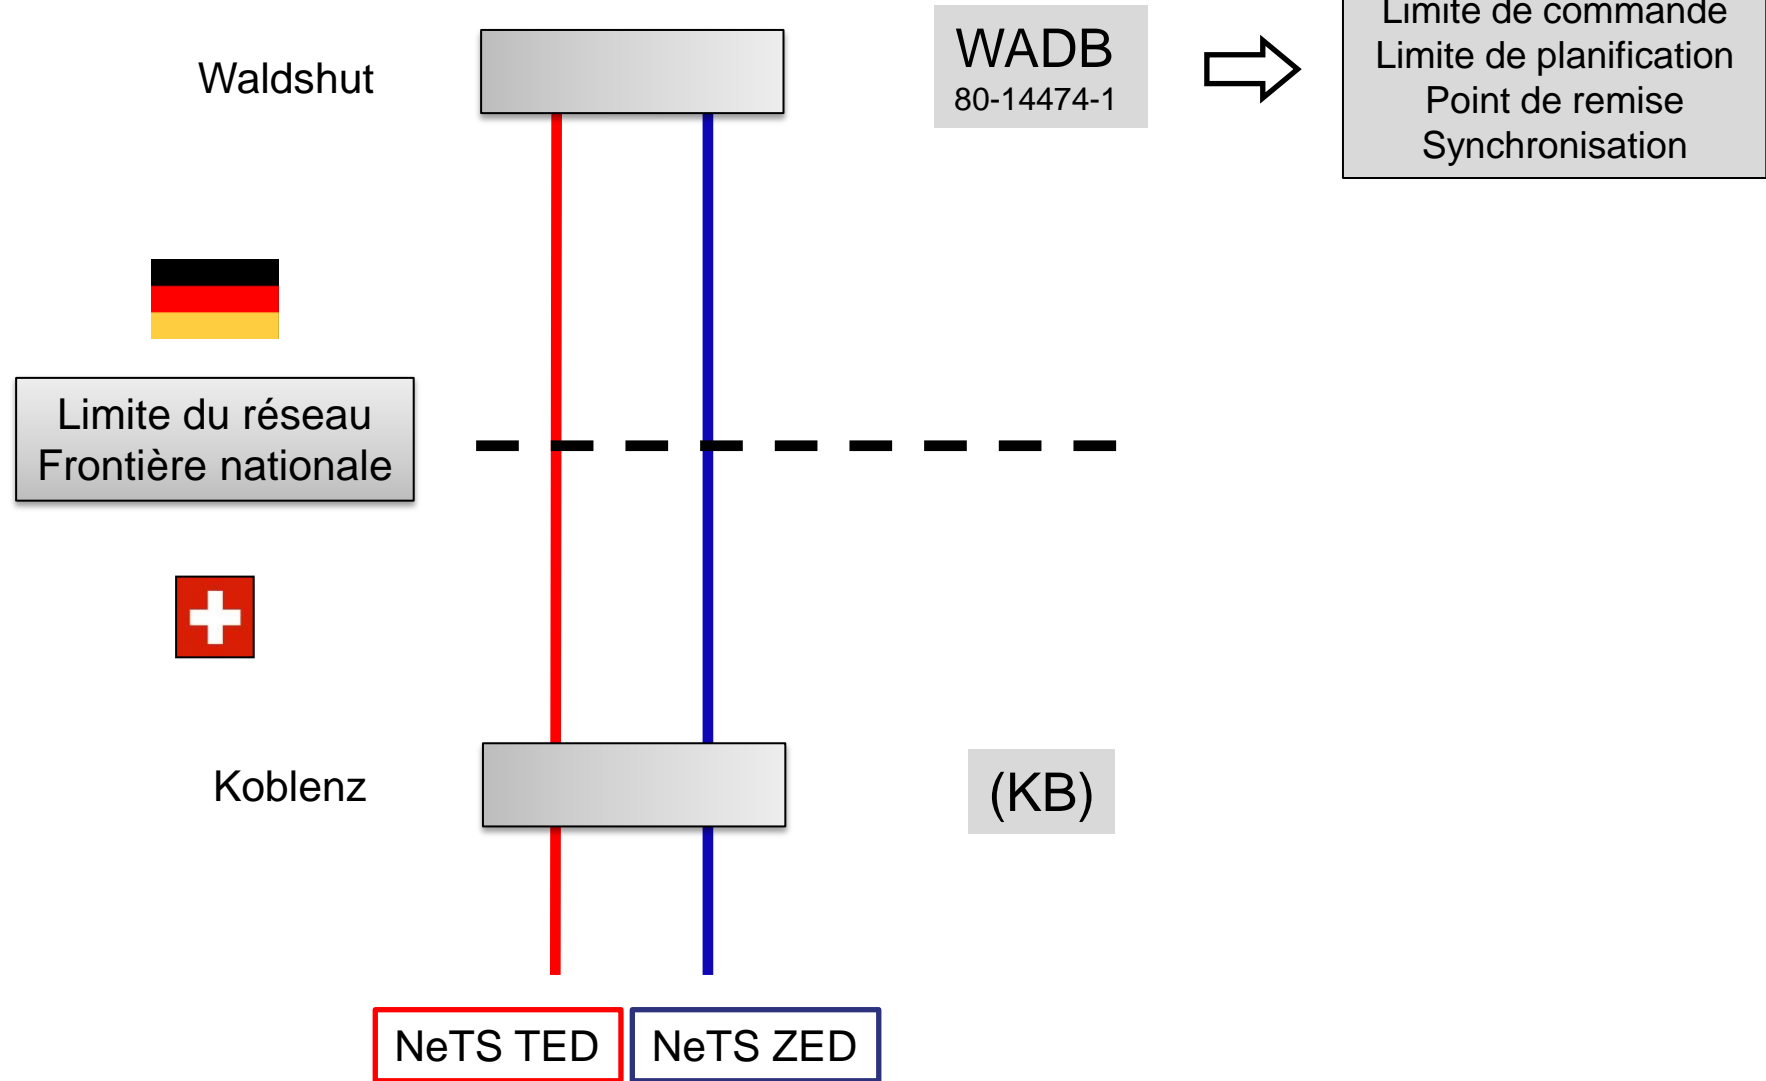 Limite de commande
Limite de planification
Point de remise
Synchronisation
WADB
80-14474-1
Waldshut
Limite du réseau
Frontière nationale
Koblenz
(KB)
NeTS TED
NeTS ZED